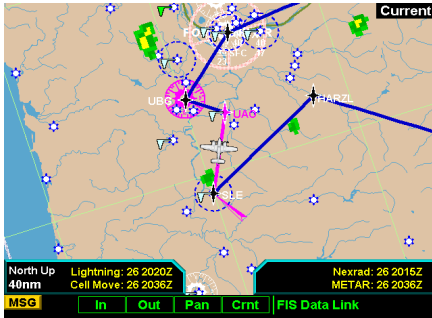 Current
UBG
UAO
HARZL
SLE
North Up
40nm
Lightning: 26 2020Z
Cell Move: 26 2036Z
Nexrad: 26 2015Z
METAR: 26 2036Z
MSG
In
Out
Pan
Crnt
FIS Data Link